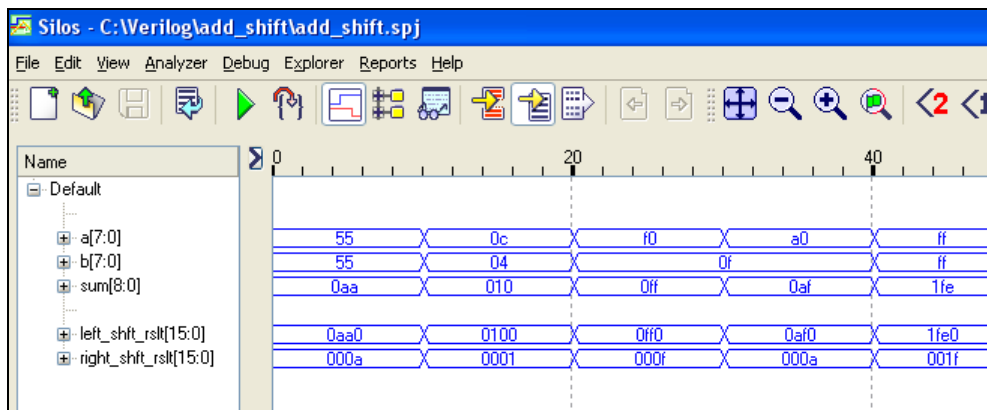 Silos - C:\Verilog\add_shift\add_shift.spj
File Edit View Analyzer Debug Explorer Reports Help
Name 0 20 40
Default
a[7:0] 55 0c f0 a0 ff
b[7:0] 55 04 0f ff
sum[8:0] 0aa 010 0ff 0af 1fe
left_shft_rslt[15:0] 0aa0 0100 0ff0 0af0 1fe0
right_shft_rslt[15:0] 000a 0001 000f 000a 001f